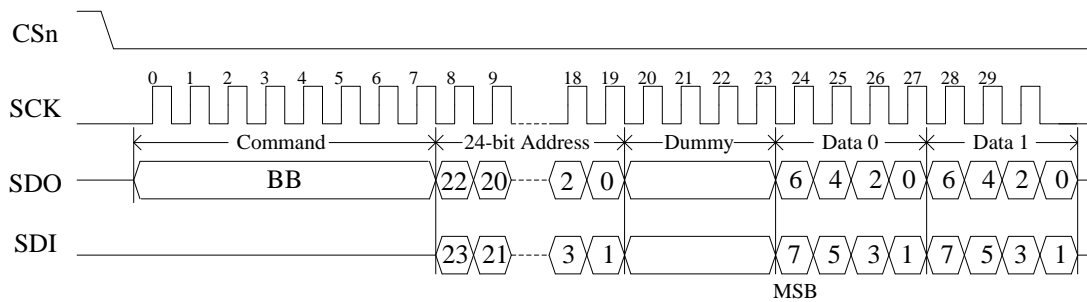 CSn
0 1 2 3 4 5 6 7 8 9 18 19 20 21 22 23 24 25 26 27 28 29
SCK
Command 24-bit Address Dummy Data 0 Data 1
SDO BB 22 20 2 0 6 4 2 0 6 4 2 0
SDI 23 21 3 1 7 5 3 1 7 5 3 1
MSB